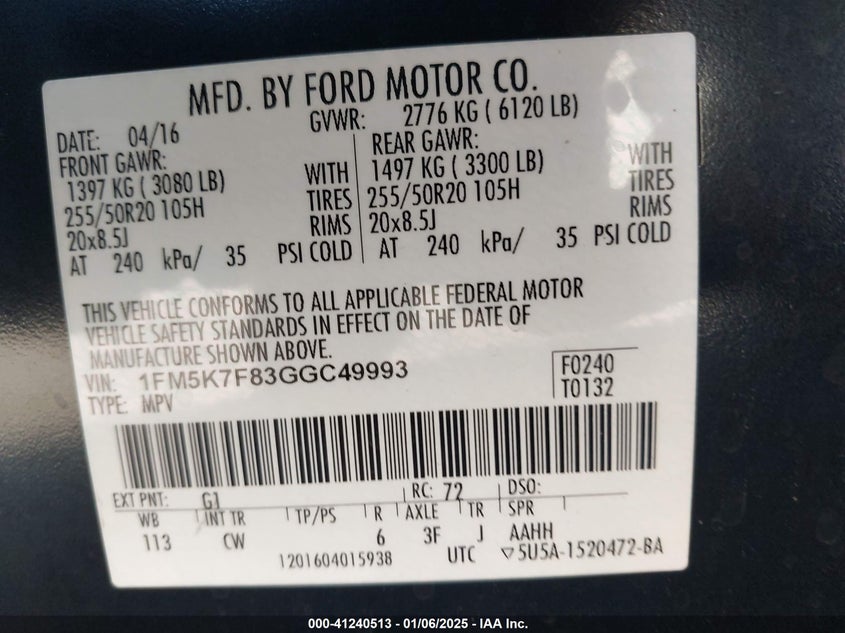 MFD. BY FORD MOTOR CO.
DATE: 04/16
GVWR: 2776 KG ( 6120 LB)
FRONT GAWR:
1397 KG ( 3080 LB) WITH
255/50R20 105H TIRES
20x8.5J RIMS
AT 240 kPa/ 35 PSI COLD
REAR GAWR:
1497 KG ( 3300 LB) WITH
255/50R20 105H TIRES
20x8.5J RIMS
AT 240 kPa/ 35 PSI COLD
THIS VEHICLE CONFORMS TO ALL APPLICABLE FEDERAL MOTOR
VEHICLE SAFETY STANDARDS IN EFFECT ON THE DATE OF
MANUFACTURE SHOWN ABOVE.
VIN: 1FM5K7F83GGC49993
TYPE: MPV
F0240
T0132
EXT PNT: G1 RC: 72 DSO:
WB INT TR TP/PS R AXLE TR SPR
113 CW 6 3F J AAHH
1201604015938 UTC ▽5U5A-1520472-BA
000-41240513 - 01/06/2025 - IAA Inc.